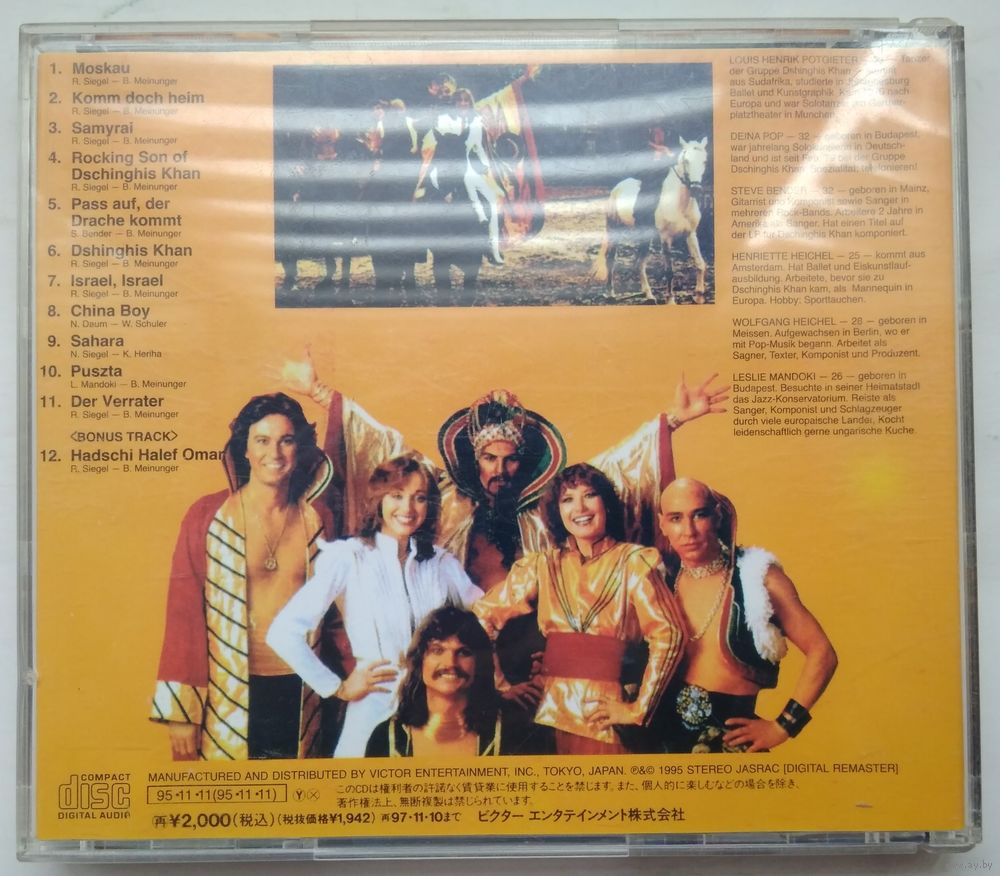 1. Moskau
R. Siegel — B. Meinunger
2. Komm doch heim
R. Siegel — B. Meinunger
3. Samyrai
R. Siegel — B. Meinunger
4. Rocking Son of
Dschinghis Khan
R. Siegel — B. Meinunger
5. Pass auf, der
Drache kommt
S. Bender — B. Meinunger
6. Dshinghis Khan
R. Siegel — B. Meinunger
7. Israel, Israel
R. Siegel — B. Meinunger
8. China Boy
N. Daum — W. Schuler
9. Sahara
N. Siegel — K. Heriha
10. Puszta
L. Mandoki — B. Meinunger
11. Der Verrater
R. Siegel — B. Meinunger
<BONUS TRACK>
12. Hadschi Halef Omar
R. Siegel — B. Meinunger
LOUIS HENRIK POTGIETER — Tanzer
der Gruppe Dshinghis Khan
aus Sudafrika, studierte in
Ballet und Kunstgraphik. nach
Europa und war Solotanzer
platztheater in Munchen.
DEINA POP — 32 — geboren in Budapest,
war jahrelang in Deutsch-
land und ist seit bei der Gruppe
Dschinghis Khan. telefonieren!
STEVE BENDER — 32 — geboren in Mainz,
Gitarrist und Komponist sowie Sanger in
mehreren Rock-Bands. Arbeitere 2 Jahre in
Amerika als Sanger. Hat einen Titel auf
der LP fur Dschinghis Khan komponiert.
HENRIETTE HEICHEL — 25 — kommt aus
Amsterdam. Hat Ballet und Eiskunstlauf-
ausbildung. Arbeitete, bevor sie zu
Dschinghis Khan kam, als Mannequin in
Europa. Hobby: Sporttauchen.
WOLFGANG HEICHEL — 28 — geboren in
Meissen. Aufgewachsen in Berlin, wo er
mit Pop-Musik begann. Arbeitet als
Sagner, Texter, Komponist und Produzent.
LESLIE MANDOKI — 26 — geboren in
Budapest. Besuchte in seiner Heimatstadt
das Jazz-Konservatorium. Reiste als
Sanger, Komponist und Schlagzeuger
durch viele europaische Lander. Kocht
leidenschaftlich gerne ungarische Kuche.
COMPACT
disc
DIGITAL AUDIO
MANUFACTURED AND DISTRIBUTED BY VICTOR ENTERTAINMENT, INC., TOKYO, JAPAN. ℗&© 1995 STEREO JASRAC [DIGITAL REMASTER]
95・11・11(95・11・11) Ⓨ
このCDは権利者の許諾なく賃貸業に使用することを禁じます。また、個人的に楽しむなどの場合を除き、
著作権法上、無断複製は禁じられています。
再¥2,000(税込)(税抜価格¥1,942) 再97・11・10まで ビクター エンタテインメント株式会社